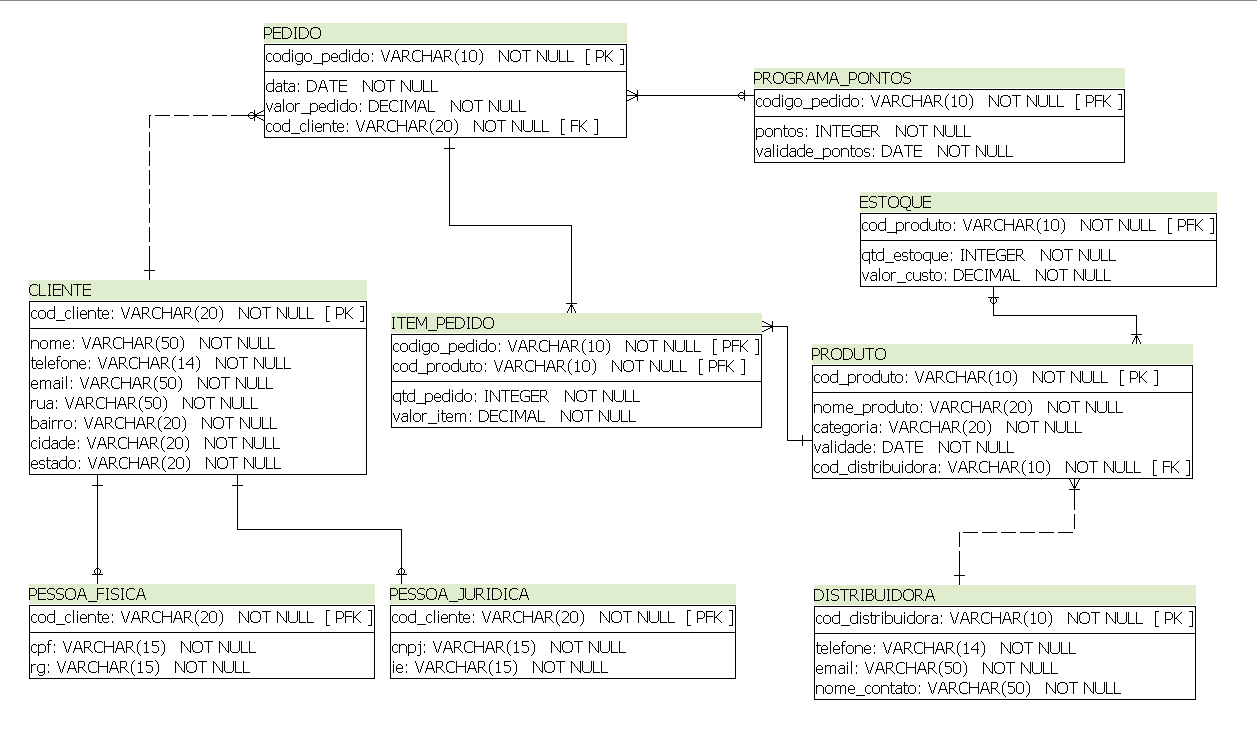 PEDIDO
codigo_pedido: VARCHAR(10) NOT NULL [ PK ]
data: DATE NOT NULL
valor_pedido: DECIMAL NOT NULL
cod_cliente: VARCHAR(20) NOT NULL [ FK ]
PROGRAMA_PONTOS
codigo_pedido: VARCHAR(10) NOT NULL [ PFK ]
pontos: INTEGER NOT NULL
validade_pontos: DATE NOT NULL
ESTOQUE
cod_produto: VARCHAR(10) NOT NULL [ PFK ]
qtd_estoque: INTEGER NOT NULL
valor_custo: DECIMAL NOT NULL
CLIENTE
cod_cliente: VARCHAR(20) NOT NULL [ PK ]
nome: VARCHAR(50) NOT NULL
telefone: VARCHAR(14) NOT NULL
email: VARCHAR(50) NOT NULL
rua: VARCHAR(50) NOT NULL
bairro: VARCHAR(20) NOT NULL
cidade: VARCHAR(20) NOT NULL
estado: VARCHAR(20) NOT NULL
ITEM_PEDIDO
codigo_pedido: VARCHAR(10) NOT NULL [ PFK ]
cod_produto: VARCHAR(10) NOT NULL [ PFK ]
qtd_pedido: INTEGER NOT NULL
valor_item: DECIMAL NOT NULL
PRODUTO
cod_produto: VARCHAR(10) NOT NULL [ PK ]
nome_produto: VARCHAR(20) NOT NULL
categoria: VARCHAR(20) NOT NULL
validade: DATE NOT NULL
cod_distribuidora: VARCHAR(10) NOT NULL [ FK ]
PESSOA_FISICA
cod_cliente: VARCHAR(20) NOT NULL [ PFK ]
cpf: VARCHAR(15) NOT NULL
rg: VARCHAR(15) NOT NULL
PESSOA_JURIDICA
cod_cliente: VARCHAR(20) NOT NULL [ PFK ]
cnpj: VARCHAR(15) NOT NULL
ie: VARCHAR(15) NOT NULL
DISTRIBUIDORA
cod_distribuidora: VARCHAR(10) NOT NULL [ PK ]
telefone: VARCHAR(14) NOT NULL
email: VARCHAR(50) NOT NULL
nome_contato: VARCHAR(50) NOT NULL